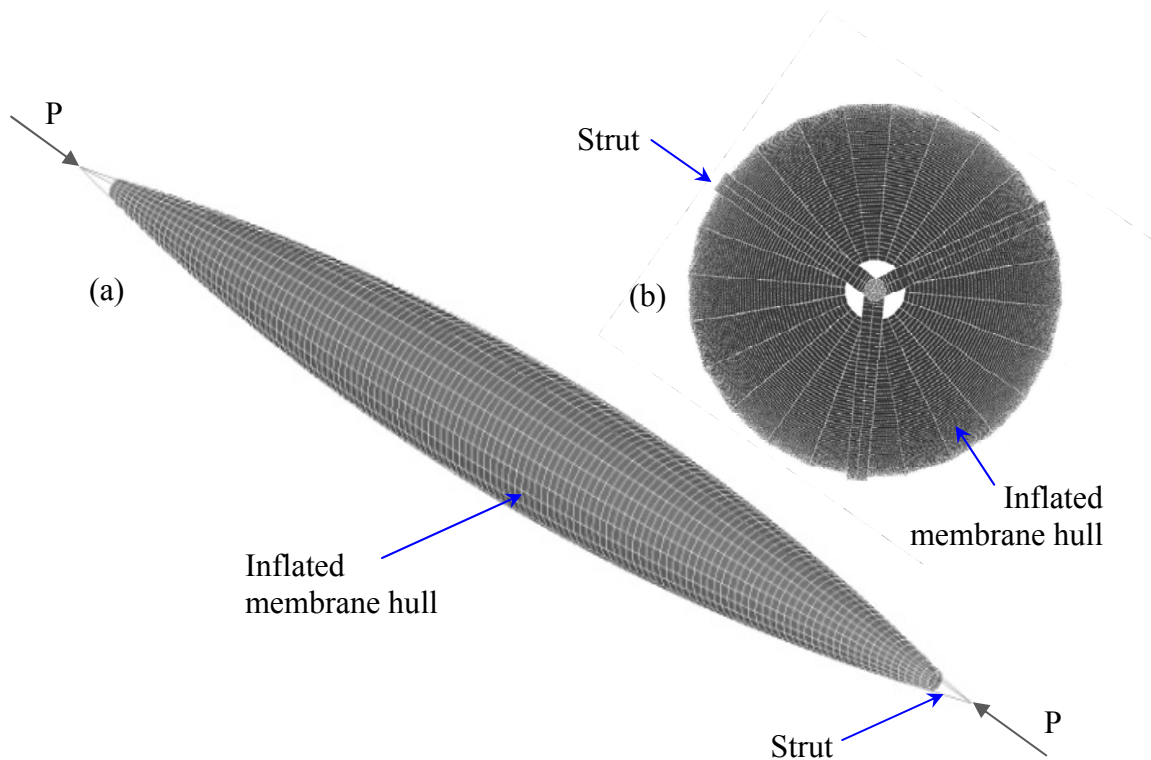 P
Strut
(a)
(b)
Inflated
membrane hull
Inflated
membrane hull
P
Strut